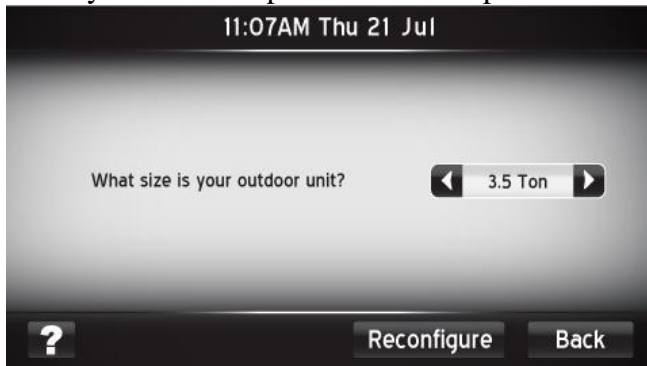 11:07AM Thu 21 Jul
What size is your outdoor unit?
3.5 Ton
?
Reconfigure
Back